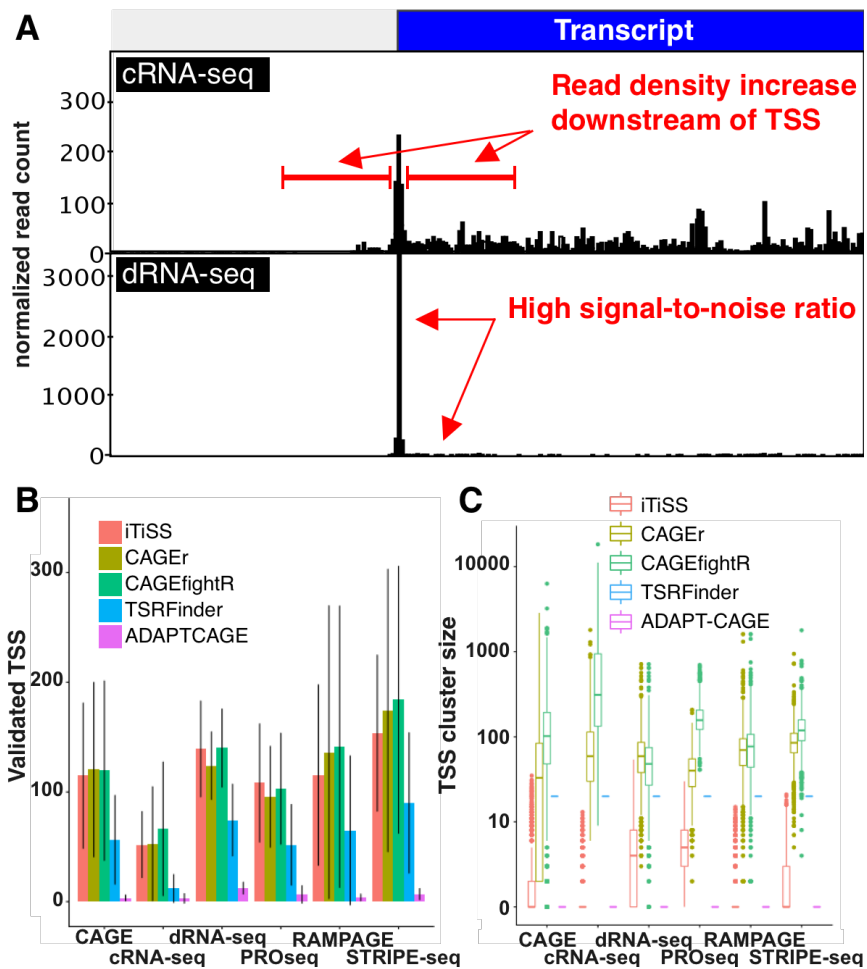 A
Transcript
cRNA-seq
Read density increase
downstream of TSS
normalized read count
300
200
100
0
dRNA-seq
High signal-to-noise ratio
3000
2000
1000
0
B
Validated TSS
300
200
100
0
iTiSS
CAGEr
CAGEfightR
TSRFinder
ADAPTCAGE
CAGE
cRNA-seq
dRNA-seq
PROseq
RAMPAGE
STRIPE-seq
C
TSS cluster size
10000
1000
100
10
0
iTiSS
CAGEr
CAGEfightR
TSRFinder
ADAPT-CAGE
CAGE
cRNA-seq
dRNA-seq
PROseq
RAMPAGE
STRIPE-seq